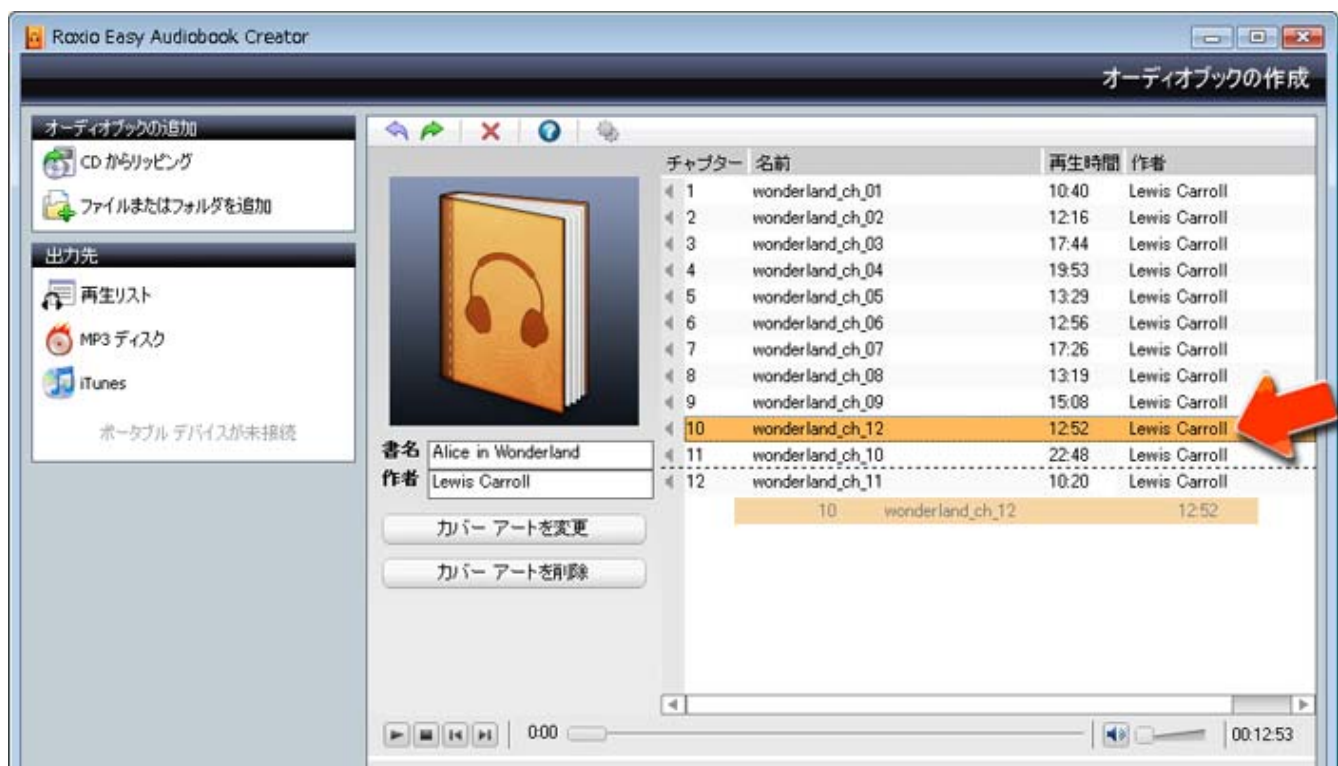 Roxio Easy Audiobook Creator
オーディオブックの作成
オーディオブックの追加
CD からリッピング
ファイルまたはフォルダを追加
出力先
再生リスト
MP3 ディスク
iTunes
ポータブル デバイスが未接続
書名 Alice in Wonderland
作者 Lewis Carroll
カバー アートを変更
カバー アートを削除
チャプター 名前 再生時間 作者
1 wonderland_ch_01 10:40 Lewis Carroll
2 wonderland_ch_02 12:16 Lewis Carroll
3 wonderland_ch_03 17:44 Lewis Carroll
4 wonderland_ch_04 19:53 Lewis Carroll
5 wonderland_ch_05 13:29 Lewis Carroll
6 wonderland_ch_06 12:56 Lewis Carroll
7 wonderland_ch_07 17:26 Lewis Carroll
8 wonderland_ch_08 13:19 Lewis Carroll
9 wonderland_ch_09 15:08 Lewis Carroll
10 wonderland_ch_12 12:52 Lewis Carroll
11 wonderland_ch_10 22:48 Lewis Carroll
12 wonderland_ch_11 10:20 Lewis Carroll
10 wonderland_ch_12 12:52
0:00
00:12:53